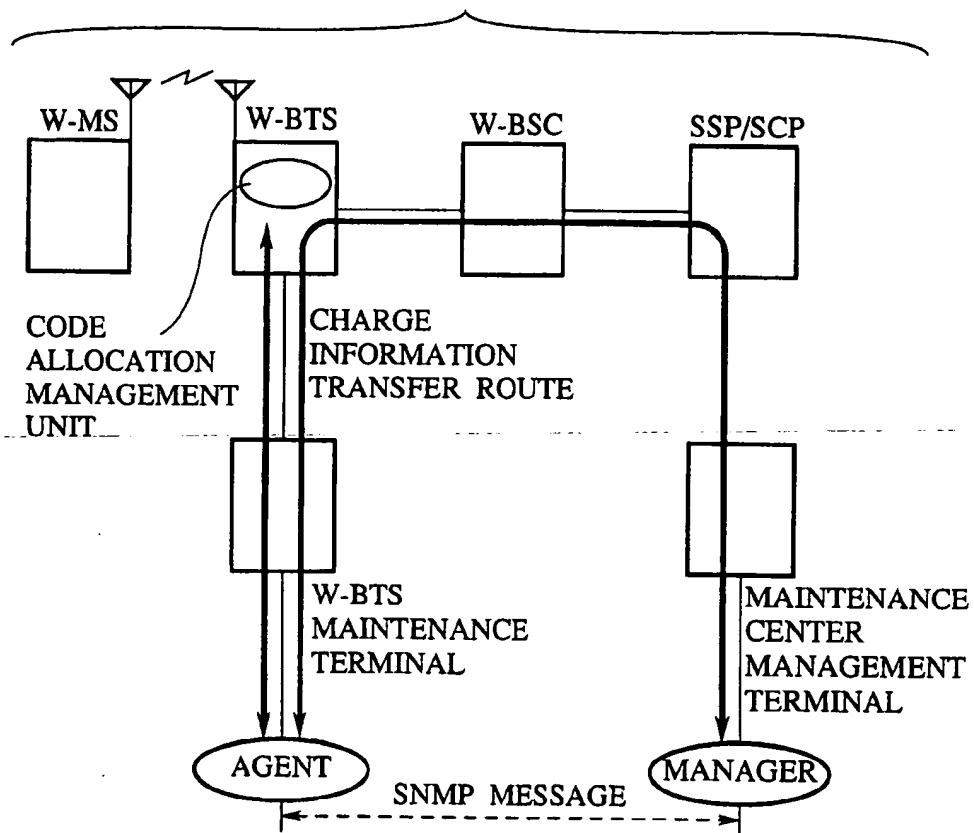 W-MS
W-BTS
W-BSC
SSP/SCP
CODE
ALLOCATION
MANAGEMENT
UNIT
CHARGE
INFORMATION
TRANSFER ROUTE
W-BTS
MAINTENANCE
TERMINAL
MAINTENANCE
CENTER
MANAGEMENT
TERMINAL
AGENT
MANAGER
SNMP MESSAGE